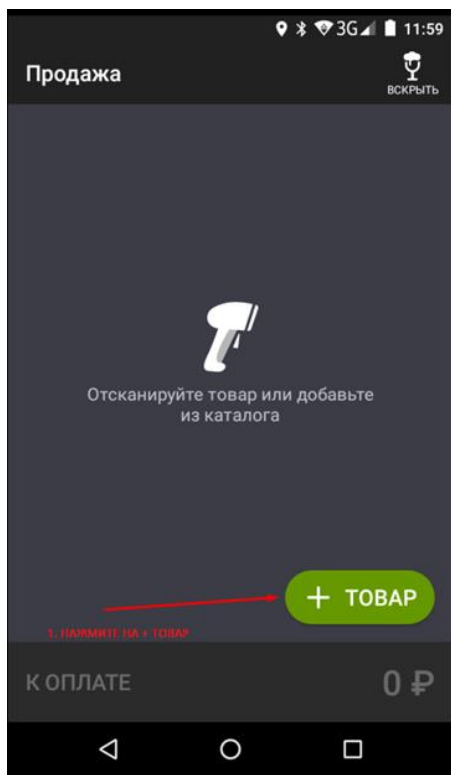 3G 11:59
Продажа
ВСКРЫТЬ
Отсканируйте товар или добавьте
из каталога
+ ТОВАР
1. НАЖМИТЕ НА + ТОВАР
К ОПЛАТЕ 0 ₽